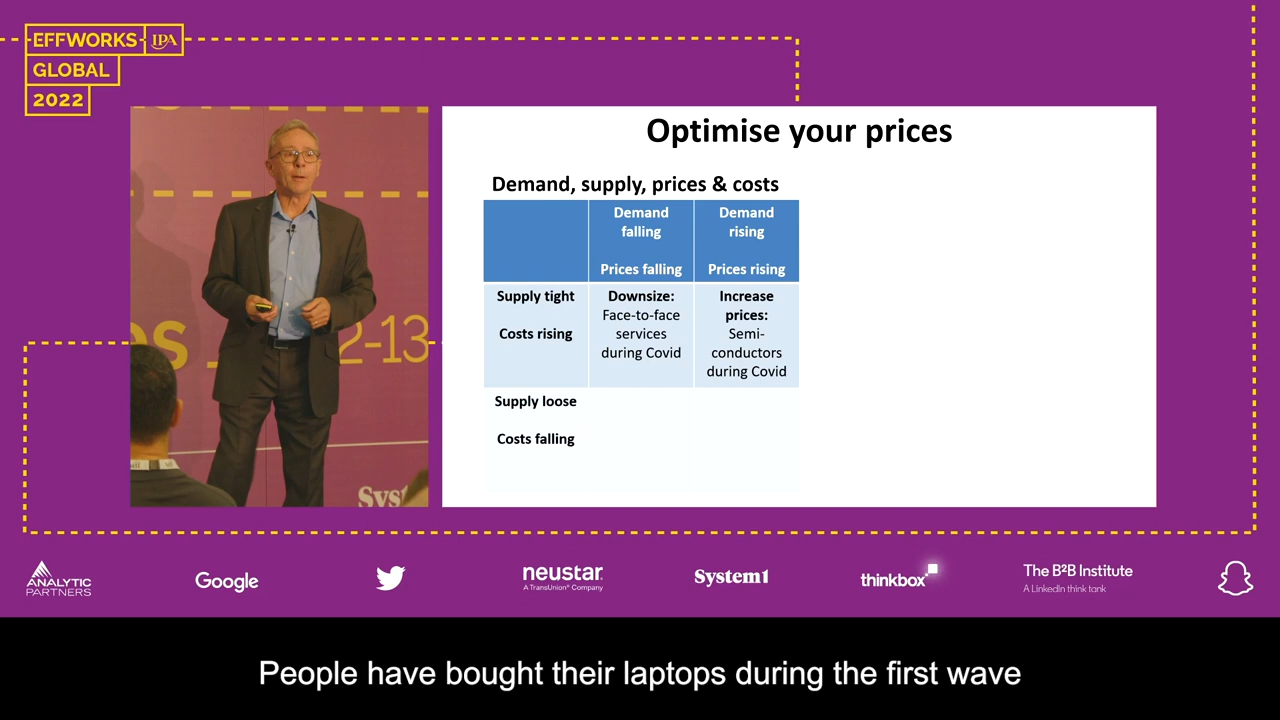 EFFWORKS IPA
GLOBAL
2022
Optimise your prices
Demand, supply, prices & costs
Demand falling
Prices falling
Demand rising
Prices rising
Supply tight
Costs rising
Downsize:
Face-to-face
services
during Covid
Increase
prices:
Semi-
conductors
during Covid
Supply loose
Costs falling
2-13
Syst
ANALYTIC
PARTNERS
Google
neustar
A TransUnion® Company
System1
thinkbox
The B²B Institute
A LinkedIn think tank
People have bought their laptops during the first wave